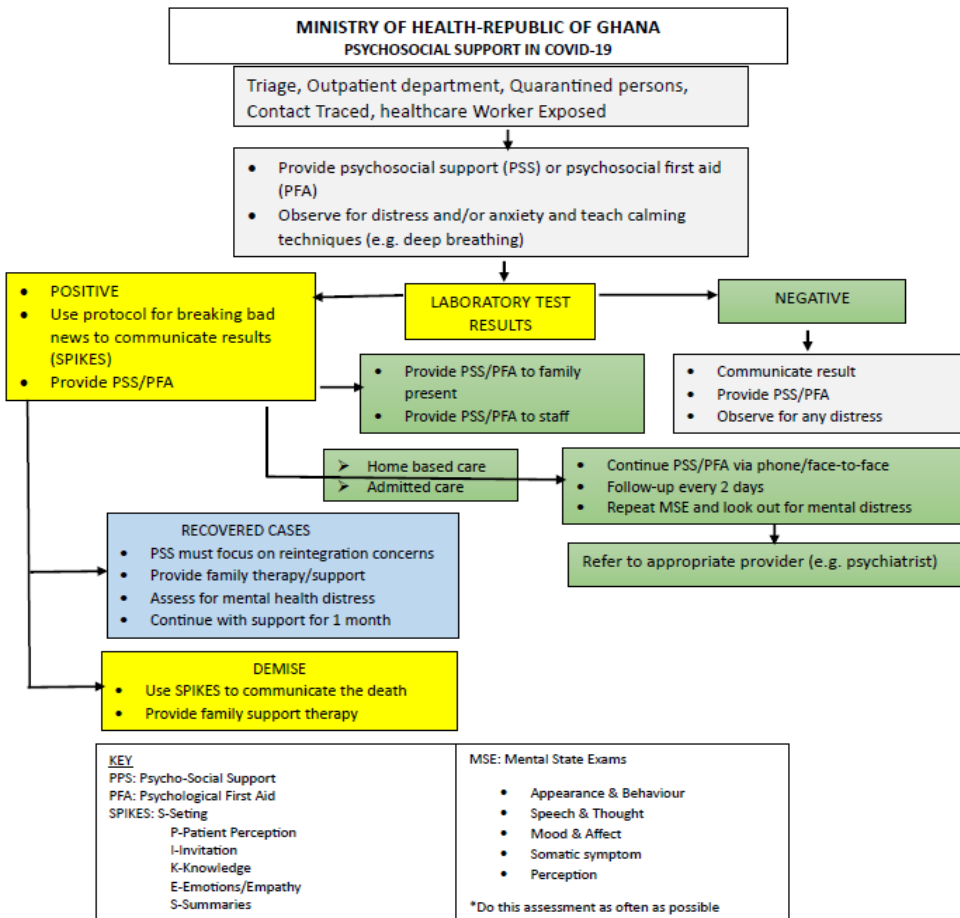 MINISTRY OF HEALTH-REPUBLIC OF GHANA
PSYCHOSOCIAL SUPPORT IN COVID-19
Triage, Outpatient department, Quarantined persons,
Contact Traced, healthcare Worker Exposed
• Provide psychosocial support (PSS) or psychosocial first aid
(PFA)
• Observe for distress and/or anxiety and teach calming
techniques (e.g. deep breathing)
• POSITIVE
• Use protocol for breaking bad
news to communicate results
(SPIKES)
• Provide PSS/PFA
LABORATORY TEST
RESULTS
NEGATIVE
• Communicate result
• Provide PSS/PFA
• Observe for any distress
• Provide PSS/PFA to family
present
• Provide PSS/PFA to staff
➢ Home based care
➢ Admitted care
• Continue PSS/PFA via phone/face-to-face
• Follow-up every 2 days
• Repeat MSE and look out for mental distress
Refer to appropriate provider (e.g. psychiatrist)
RECOVERED CASES
• PSS must focus on reintegration concerns
• Provide family therapy/support
• Assess for mental health distress
• Continue with support for 1 month
DEMISE
• Use SPIKES to communicate the death
• Provide family support therapy
KEY
PPS: Psycho-Social Support
PFA: Psychological First Aid
SPIKES: S-Seting
P-Patient Perception
I-Invitation
K-Knowledge
E-Emotions/Empathy
S-Summaries
MSE: Mental State Exams
• Appearance & Behaviour
• Speech & Thought
• Mood & Affect
• Somatic symptom
• Perception
*Do this assessment as often as possible